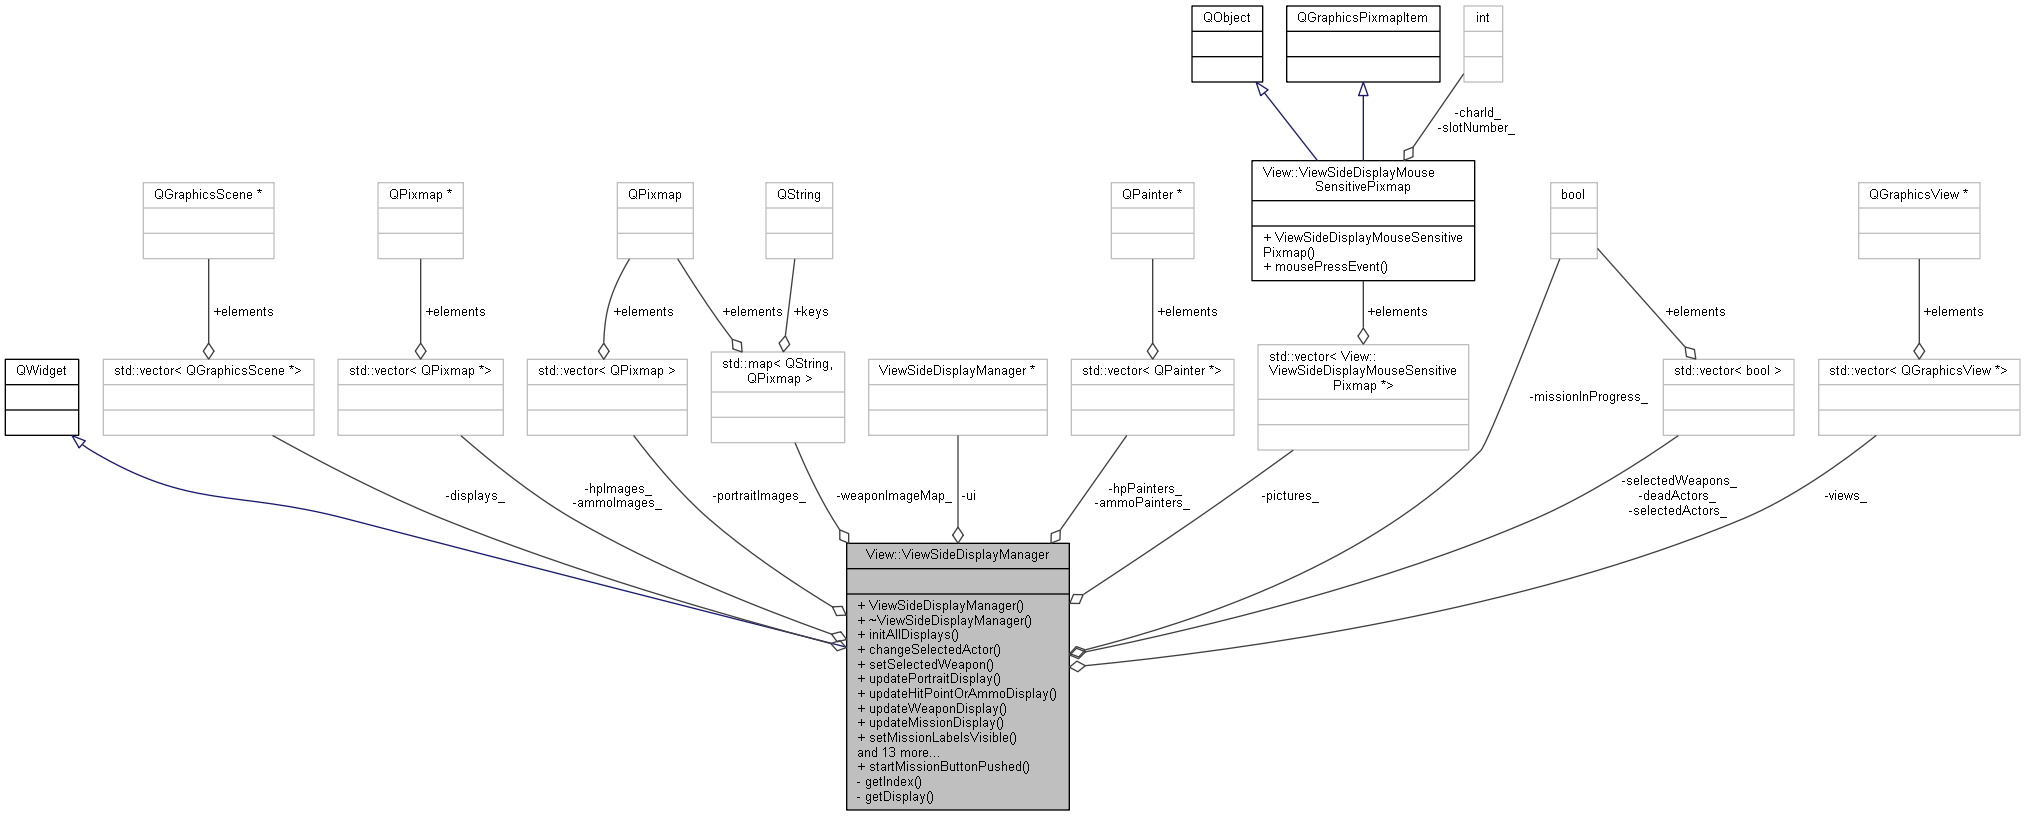 QObject
QGraphicsPixmapItem
int
-charId_
-slotNumber_
View::ViewSideDisplayMouse
SensitivePixmap
+ ViewSideDisplayMouseSensitive
Pixmap()
+ mousePressEvent()
QGraphicsScene *
QPixmap *
QPixmap
QString
QPainter *
bool
QGraphicsView *
+elements
+elements
+elements
+elements
+keys
+elements
+elements
+elements
+elements
QWidget
std::vector< QGraphicsScene *>
std::vector< QPixmap *>
std::vector< QPixmap >
std::map< QString,
QPixmap >
ViewSideDisplayManager *
std::vector< QPainter *>
std::vector< View::
ViewSideDisplayMouseSensitive
Pixmap *>
-missionInProgress_
std::vector< bool >
std::vector< QGraphicsView *>
-displays_
-hpImages_
-ammoImages_
-portraitImages_
-weaponImageMap_
-ui
-hpPainters_
-ammoPainters_
-pictures_
-selectedWeapons_
-deadActors_
-selectedActors_
-views_
View::ViewSideDisplayManager
+ ViewSideDisplayManager()
+ ~ViewSideDisplayManager()
+ initAllDisplays()
+ changeSelectedActor()
+ setSelectedWeapon()
+ updatePortraitDisplay()
+ updateHitPointOrAmmoDisplay()
+ updateWeaponDisplay()
+ updateMissionDisplay()
+ setMissionLabelsVisible()
and 13 more...
+ startMissionButtonPushed()
- getIndex()
- getDisplay()